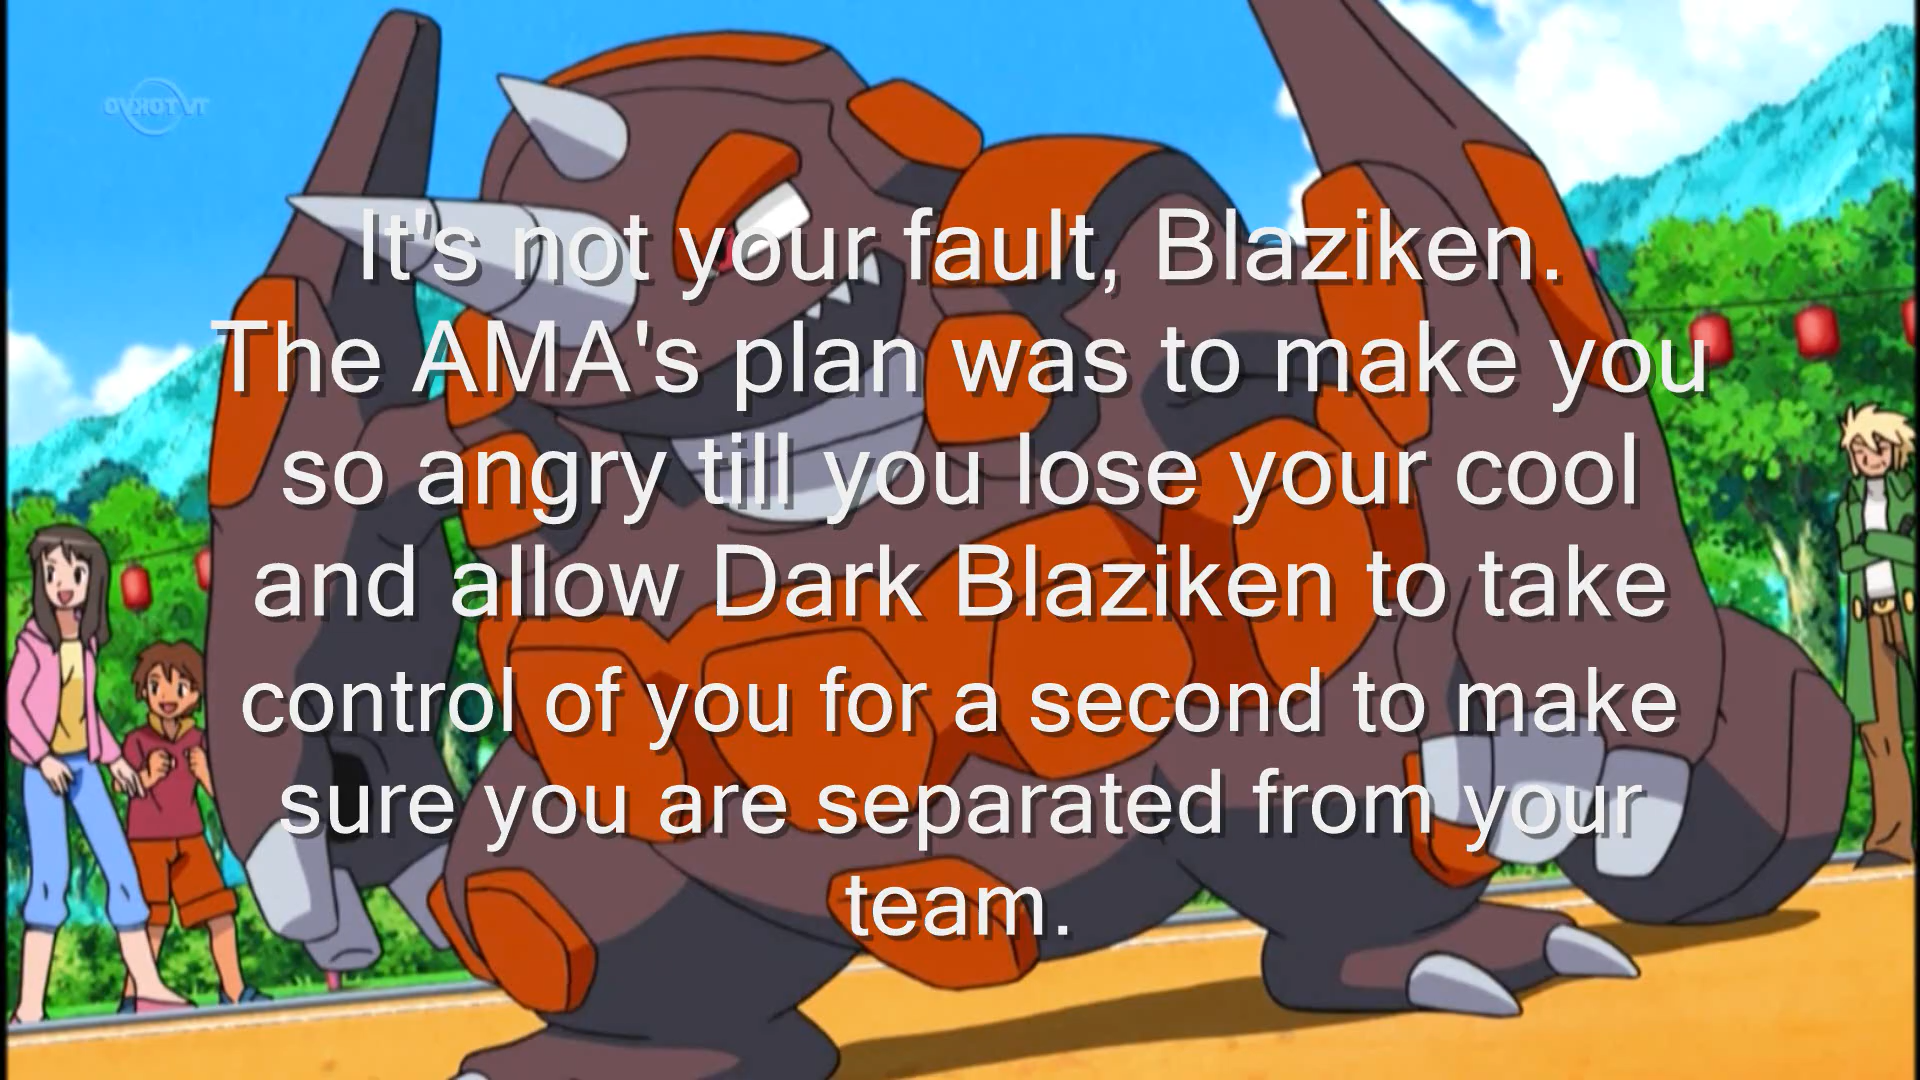 TV TOKYO
It's not your fault, Blaziken.
The AMA's plan was to make you
so angry till you lose your cool
and allow Dark Blaziken to take
control of you for a second to make
sure you are separated from your
team.